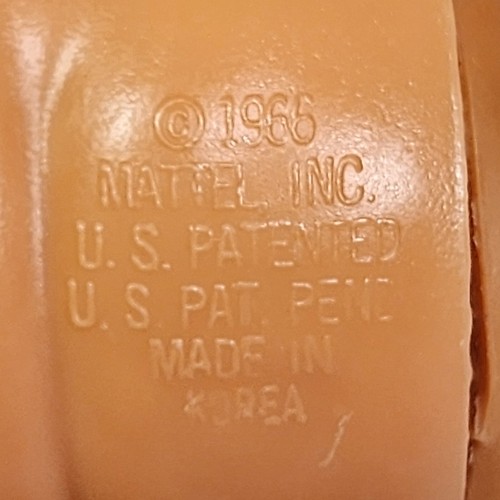 © 1966
MATTEL INC.
U.S. PATENTED
U.S. PAT. PEND
MADE IN
KOREA